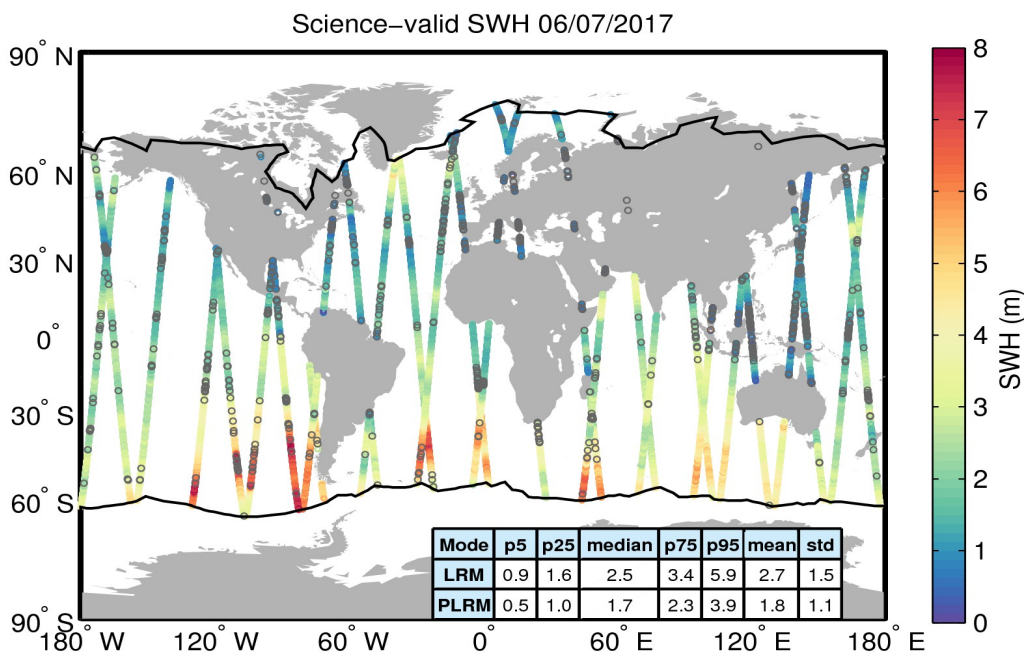 Science−valid SWH 06/07/2017
90° N
60° N
30° N
0°
30° S
60° S
90° S
180° W
120° W
60° W
0°
60° E
120° E
180° E
8
7
6
5
4
3
2
1
0
SWH (m)
Mode p5 p25 median p75 p95 mean std
LRM 0.9 1.6 2.5 3.4 5.9 2.7 1.5
PLRM 0.5 1.0 1.7 2.3 3.9 1.8 1.1